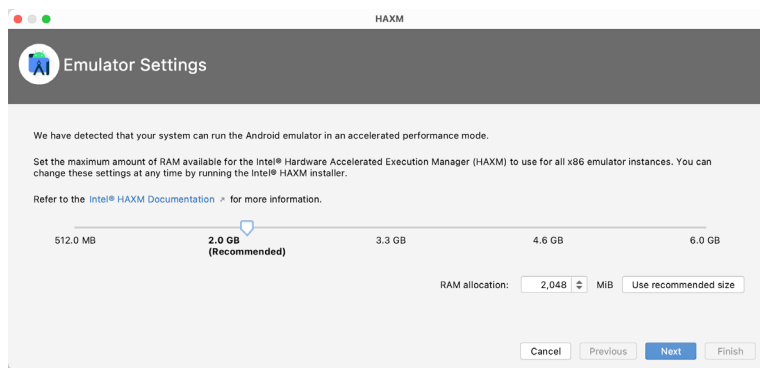 HAXM
Emulator Settings
We have detected that your system can run the Android emulator in an accelerated performance mode.
Set the maximum amount of RAM available for the Intel® Hardware Accelerated Execution Manager (HAXM) to use for all x86 emulator instances. You can
change these settings at any time by running the Intel® HAXM installer.
Refer to the Intel® HAXM Documentation ↗ for more information.
512.0 MB 2.0 GB 3.3 GB 4.6 GB 6.0 GB
(Recommended)
RAM allocation: 2,048 MiB Use recommended size
Cancel Previous Next Finish